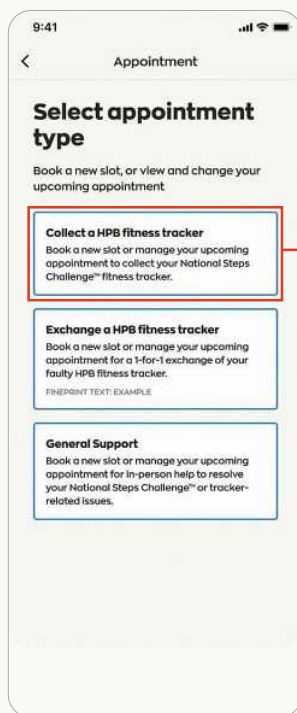 9:41
Appointment
Select appointment
type
Book a new slot, or view and change your
upcoming appointment
Collect a HPB fitness tracker
Book a new slot or manage your upcoming
appointment to collect your National Steps
Challenge™ fitness tracker.
Exchange a HPB fitness tracker
Book a new slot or manage your upcoming
appointment for a 1-for-1 exchange of your
faulty HPB fitness tracker.
FINEPRINT TEXT: EXAMPLE
General Support
Book a new slot or manage your upcoming
appointment for in-person help to resolve
your National Steps Challenge™ or tracker-
related issues.